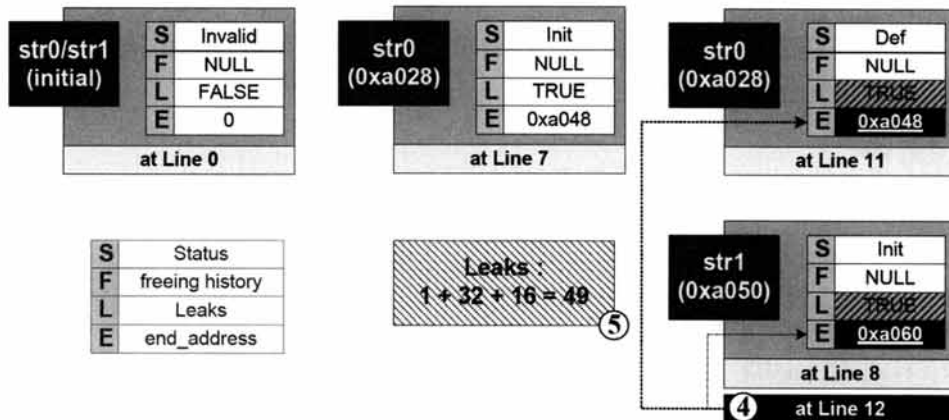 str0/str1
(initial)
S Invalid
F NULL
L FALSE
E 0
at Line 0
str0
(0xa028)
S Init
F NULL
L TRUE
E 0xa048
at Line 7
str0
(0xa028)
S Def
F NULL
L TRUE
E 0xa048
at Line 11
S Status
F freeing history
L Leaks
E end_address
Leaks :
1 + 32 + 16 = 49
5
str1
(0xa050)
S Init
F NULL
L TRUE
E 0xa060
at Line 8
4 at Line 12